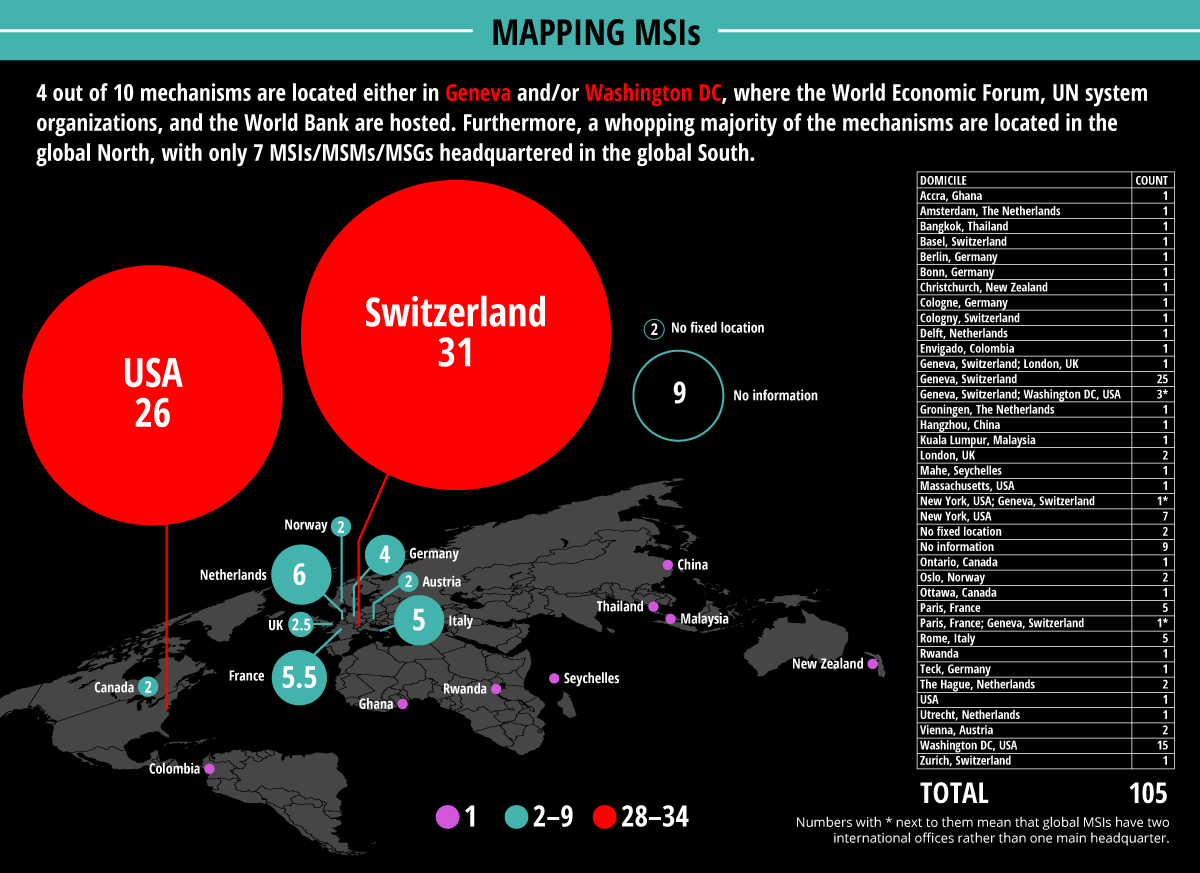 MAPPING MSIs
4 out of 10 mechanisms are located either in Geneva and/or Washington DC, where the World Economic Forum, UN system
organizations, and the World Bank are hosted. Furthermore, a whopping majority of the mechanisms are located in the
global North, with only 7 MSIs/MSMs/MSGs headquartered in the global South.
USA
26
Switzerland
31
2 No fixed location
9 No information
Norway 2
4 Germany
Netherlands 6
2 Austria
UK 2.5
5 Italy
France 5.5
Canada 2
Colombia
Ghana
Rwanda
Seychelles
China
Thailand
Malaysia
New Zealand
1
2–9
28–34
DOMICILE COUNT
Accra, Ghana 1
Amsterdam, The Netherlands 1
Bangkok, Thailand 1
Basel, Switzerland 1
Berlin, Germany 1
Bonn, Germany 1
Christchurch, New Zealand 1
Cologne, Germany 1
Cologny, Switzerland 1
Delft, Netherlands 1
Envigado, Colombia 1
Geneva, Switzerland; London, UK 1
Geneva, Switzerland 25
Geneva, Switzerland; Washington DC, USA 3*
Groningen, The Netherlands 1
Hangzhou, China 1
Kuala Lumpur, Malaysia 1
London, UK 2
Mahe, Seychelles 1
Massachusetts, USA 1
New York, USA; Geneva, Switzerland 1*
New York, USA 7
No fixed location 2
No information 9
Ontario, Canada 1
Oslo, Norway 2
Ottawa, Canada 1
Paris, France 5
Paris, France; Geneva, Switzerland 1*
Rome, Italy 5
Rwanda 1
Teck, Germany 1
The Hague, Netherlands 2
USA 1
Utrecht, Netherlands 1
Vienna, Austria 2
Washington DC, USA 15
Zurich, Switzerland 1
TOTAL 105
Numbers with * next to them mean that global MSIs have two
international offices rather than one main headquarter.